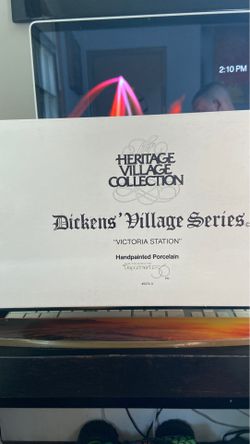 2:10 PM
HERITAGE
VILLAGE
COLLECTION
Dickens' Village Series
"VICTORIA STATION"
Handpainted Porcelain
Department 56